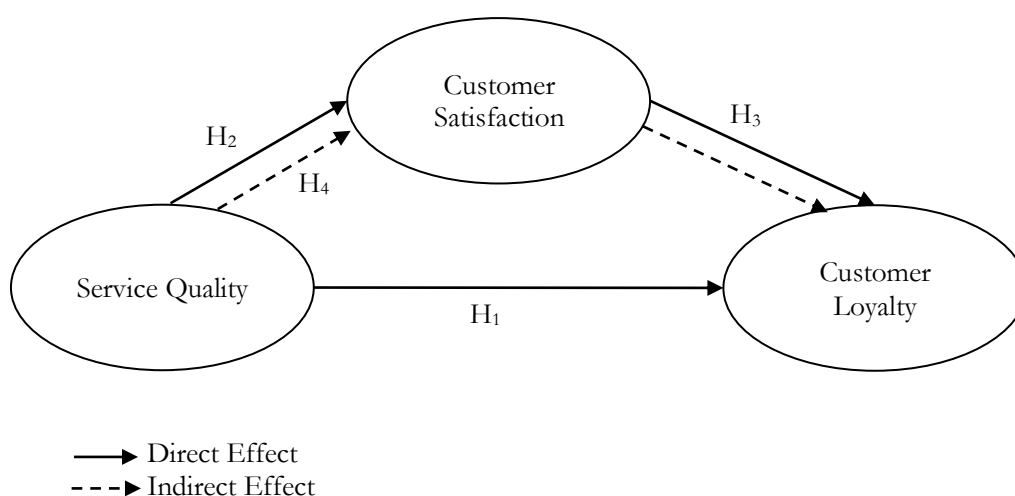 Customer
Satisfaction
H₃
H₂
H₄
Service Quality
Customer
Loyalty
H₁
Direct Effect
Indirect Effect